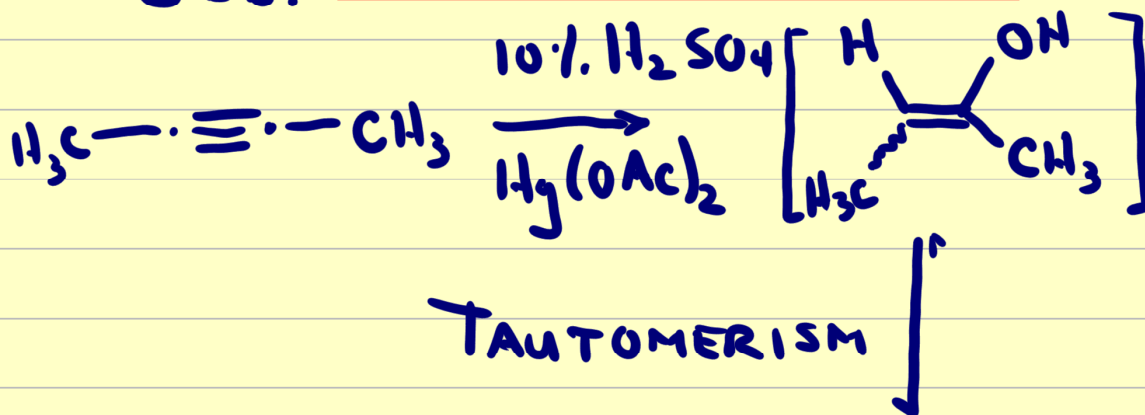 10%. H₂SO₄
H OH
H₃C CH₃
Hg(OAc)₂
H₃C CH₃
TAUTOMERISM